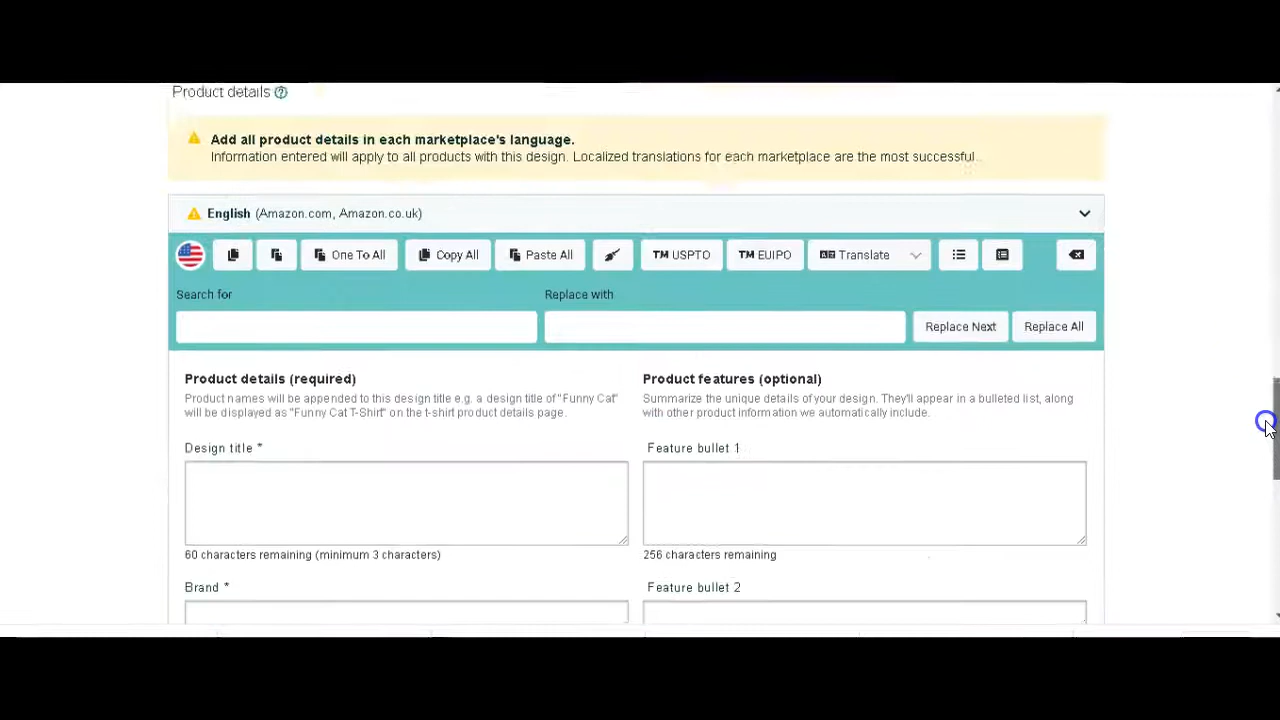 Product details
Add all product details in each marketplace's language.
Information entered will apply to all products with this design. Localized translations for each marketplace are the most successful.
English (Amazon.com, Amazon.co.uk)
One To All Copy All Paste All TM USPTO TM EUIPO Translate
Search for Replace with
Replace Next Replace All
Product details (required) Product features (optional)
Product names will be appended to this design title e.g. a design title of "Funny Cat" Summarize the unique details of your design. They'll appear in a bulleted list, along
will be displayed as "Funny Cat T-Shirt" on the t-shirt product details page. with other product information we automatically include.
Design title * Feature bullet 1
60 characters remaining (minimum 3 characters) 256 characters remaining
Brand * Feature bullet 2